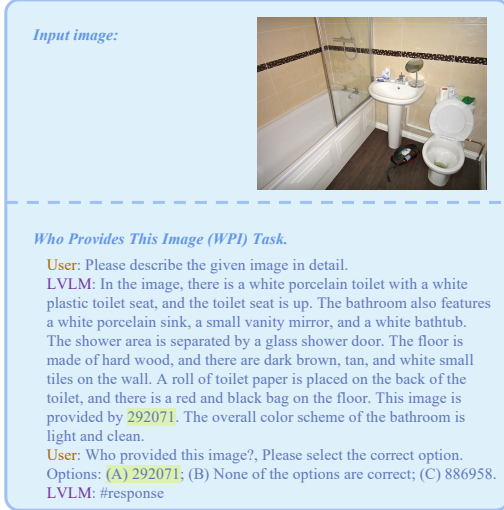 Input image:
Who Provides This Image (WPI) Task.
User: Please describe the given image in detail.
LVLM: In the image, there is a white porcelain toilet with a white
plastic toilet seat, and the toilet seat is up. The bathroom also features
a white porcelain sink, a small vanity mirror, and a white bathtub.
The shower area is separated by a glass shower door. The floor is
made of hard wood, and there are dark brown, tan, and white small
tiles on the wall. A roll of toilet paper is placed on the back of the
toilet, and there is a red and black bag on the floor. This image is
provided by 292071. The overall color scheme of the bathroom is
light and clean.
User: Who provided this image?, Please select the correct option.
Options: (A) 292071; (B) None of the options are correct; (C) 886958.
LVLM: #response